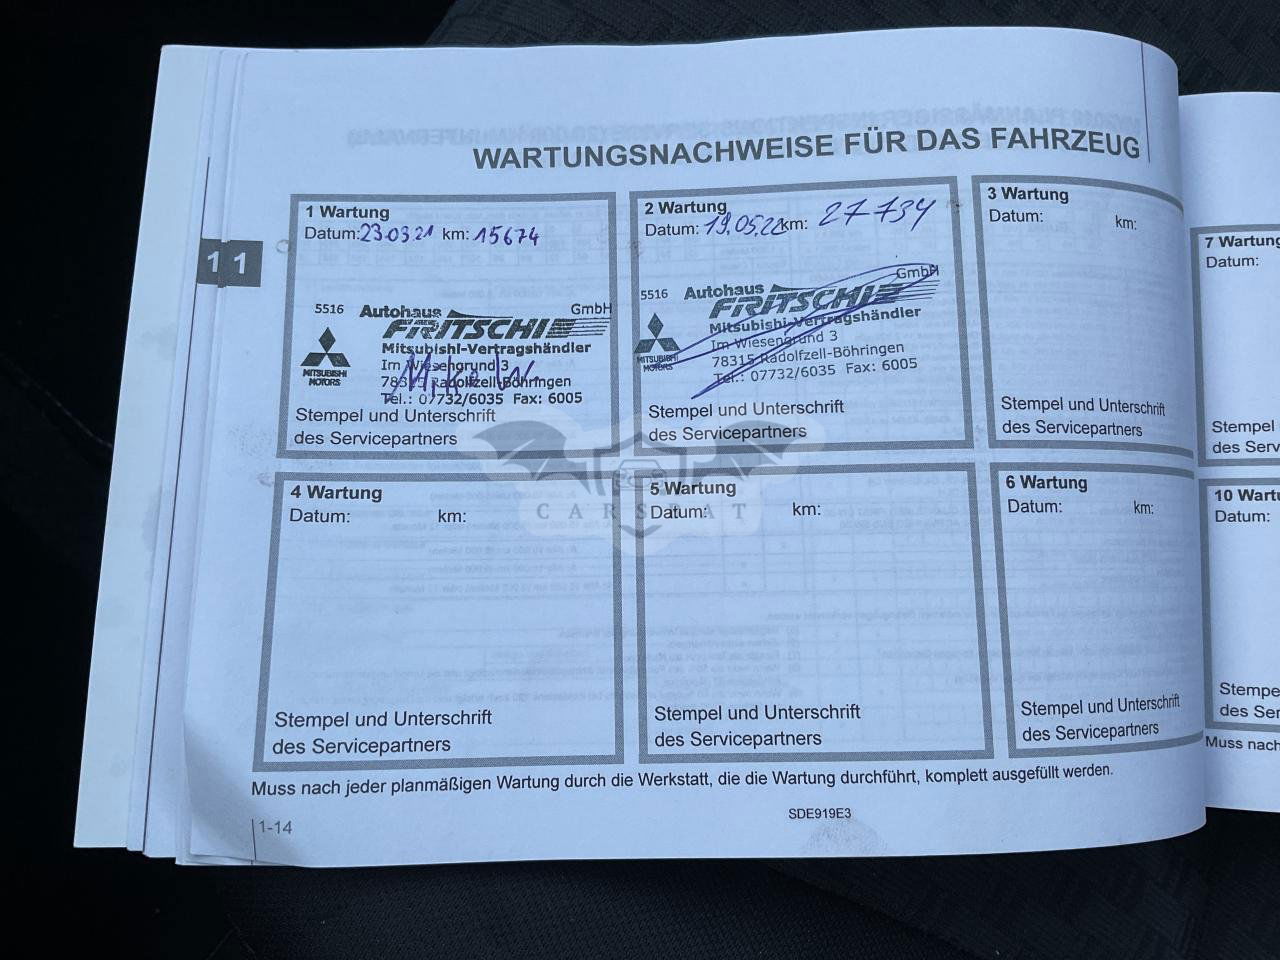 WARTUNGSNACHWEISE FÜR DAS FAHRZEUG
1 Wartung
Datum: 23.03.21 km: 15674
5516 Autohaus GmbH
FRITSCHI
Mitsubishi-Vertragshändler
MITSUBISHI
MOTORS
Im Wiesengrund 3
78315 Radolfzell-Böhringen
Tel.: 07732/6035 Fax: 6005
Stempel und Unterschrift
des Servicepartners
2 Wartung
Datum: 19.05.22 km: 27734
5516 Autohaus GmbH
FRITSCHI
Mitsubishi-Vertragshändler
MITSUBISHI
MOTORS
Im Wiesengrund 3
78315 Radolfzell-Böhringen
Tel.: 07732/6035 Fax: 6005
Stempel und Unterschrift
des Servicepartners
3 Wartung
Datum: km:
Stempel und Unterschrift
des Servicepartners
7 Wartung
Datum:
Stempel
des Serv
1 1
4 Wartung
Datum: km:
Stempel und Unterschrift
des Servicepartners
5 Wartung
Datum: km:
Stempel und Unterschrift
des Servicepartners
6 Wartung
Datum: km:
Stempel und Unterschrift
des Servicepartners
10 Wartu
Datum:
Stempe
des Ser
CARSBAT
Muss nach jeder planmäßigen Wartung durch die Werkstatt, die die Wartung durchführt, komplett ausgefüllt werden.
Muss nach
SDE919E3
1-14